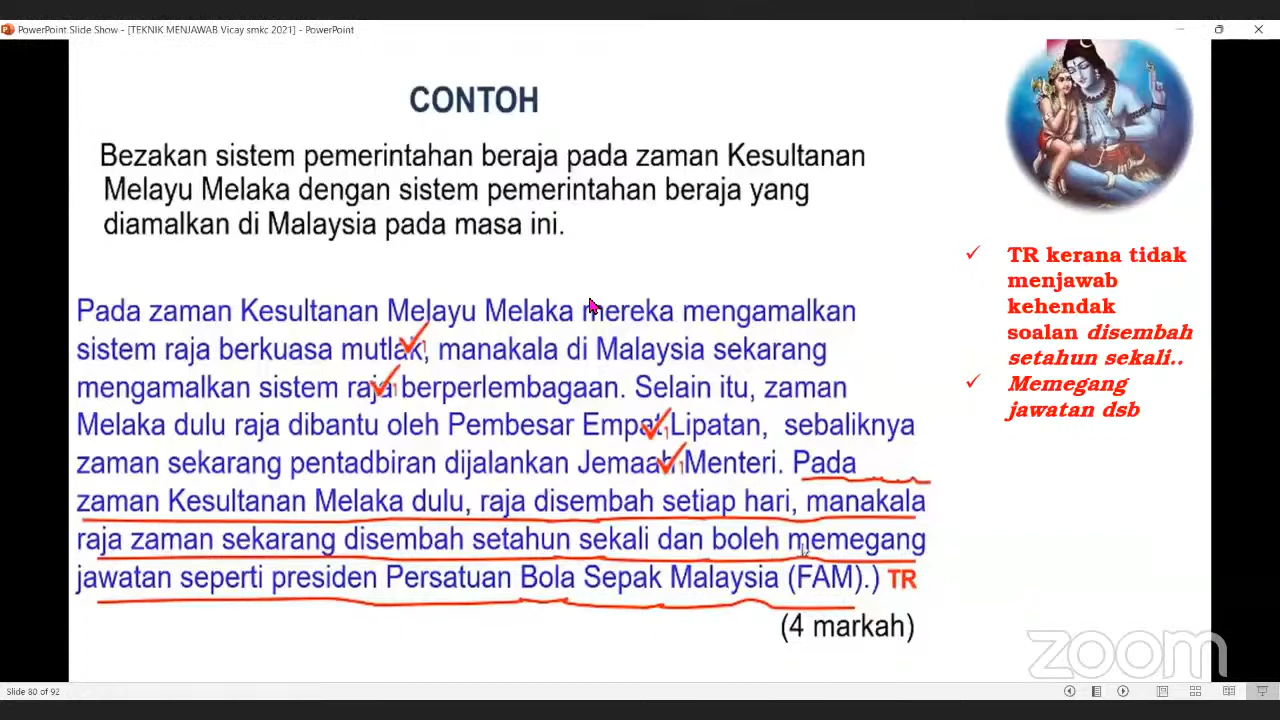 PowerPoint Slide Show - [TEKNIK MENJAWAB Vicay smkc 2021] - PowerPoint
CONTOH
Bezakan sistem pemerintahan beraja pada zaman Kesultanan
Melayu Melaka dengan sistem pemerintahan beraja yang
diamalkan di Malaysia pada masa ini.
Pada zaman Kesultanan Melayu Melaka mereka mengamalkan
sistem raja berkuasa mutlak, manakala di Malaysia sekarang
mengamalkan sistem raja berperlembagaan. Selain itu, zaman
Melaka dulu raja dibantu oleh Pembesar Empat Lipatan, sebaliknya
zaman sekarang pentadbiran dijalankan Jemaah Menteri. Pada
zaman Kesultanan Melaka dulu, raja disembah setiap hari, manakala
raja zaman sekarang disembah setahun sekali dan boleh memegang
jawatan seperti presiden Persatuan Bola Sepak Malaysia (FAM).) TR
(4 markah)
TR kerana tidak
menjawab
kehendak
soalan disembah
setahun sekali..
Memegang
jawatan dsb
zoom
Slide 80 of 92